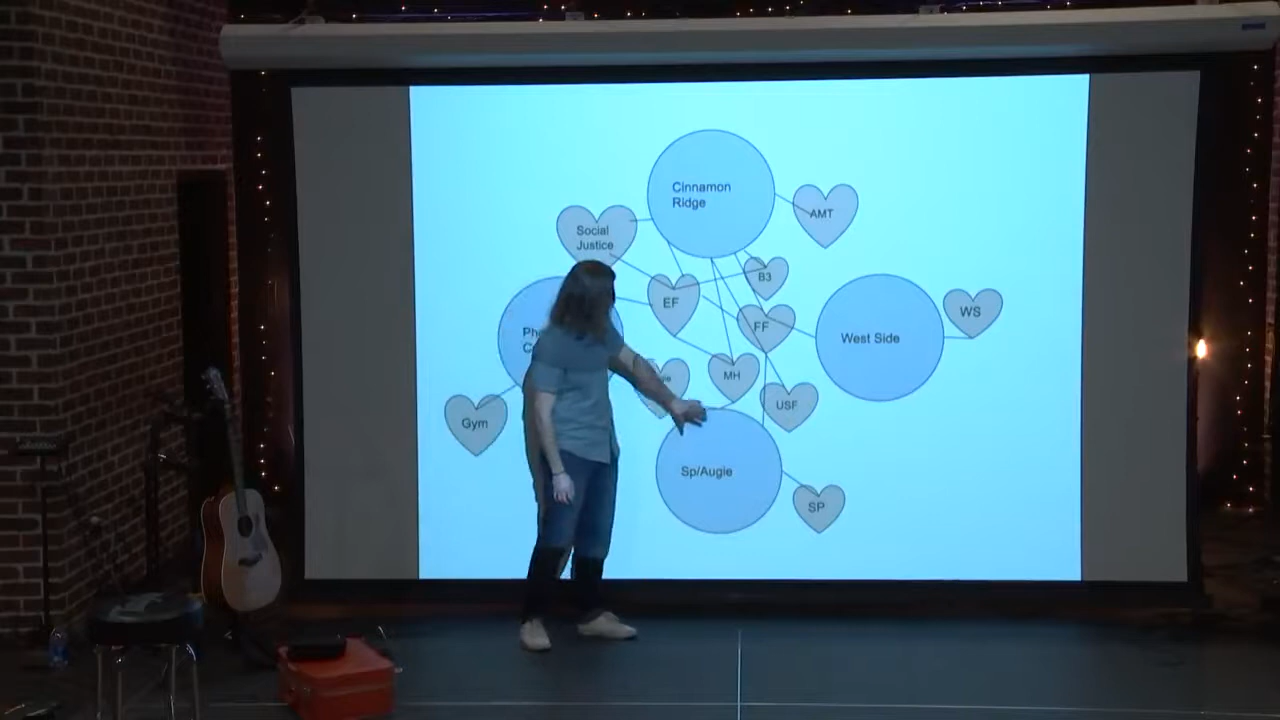 Cinnamon
Ridge
AMT
Social
Justice
B3
EF
FF
WS
West Side
MH
USF
Gym
Sp/Augie
SP